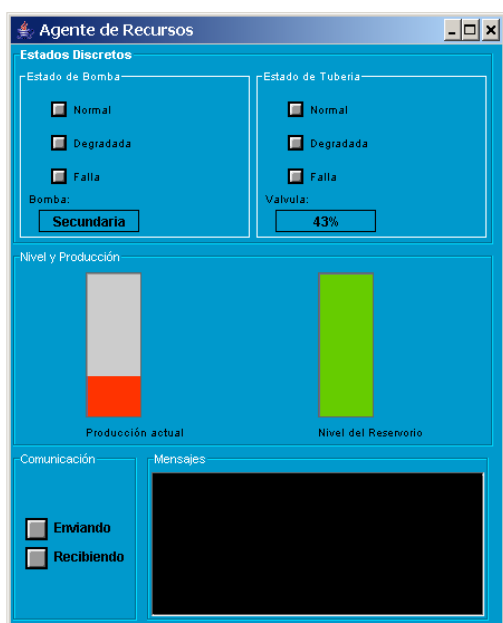 Agente de Recursos
Estados Discretos
Estado de Bomba
Estado de Tuberia
Normal
Normal
Degradada
Degradada
Falla
Falla
Bomba:
Valvula:
Secundaria
43%
Nivel y Producción
Producción actual
Nivel del Reservorio
Comunicación
Mensajes
Enviando
Recibiendo